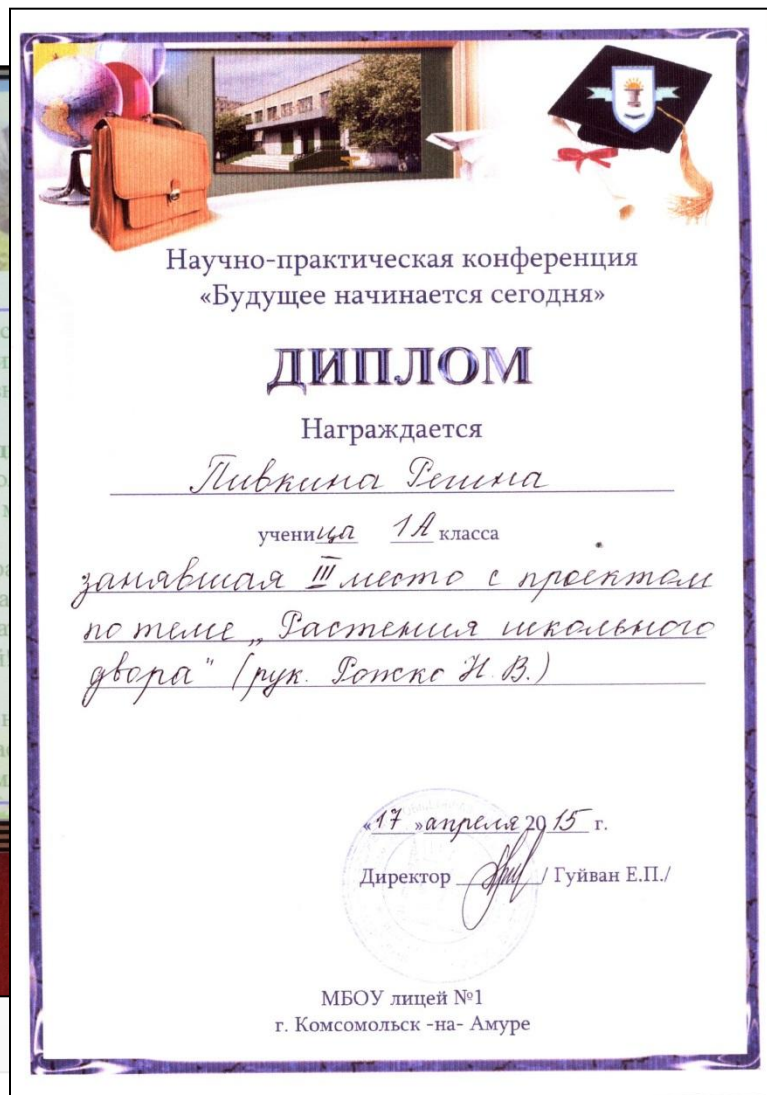 Научно-практическая конференция
«Будущее начинается сегодня»
ДИПЛОМ
Награждается
Пивкина Регина
ученица 1А класса
занявшая III место с проектом
по теме „Растения школьного
двора" (рук. Рожко Н.В.)
«17» апреля 2015 г.
Директор / Гуйван Е.П./
МБОУ лицей №1
г. Комсомольск -на- Амуре